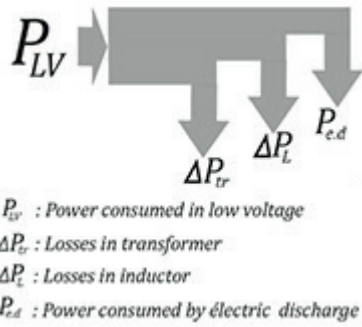 P_LV
ΔP_tr
ΔP_L
P_e.d
P_LV : Power consumed in low voltage
ΔP_tr : Losses in transformer
ΔP_L : Losses in inductor
P_e.d : Power consumed by électric discharge